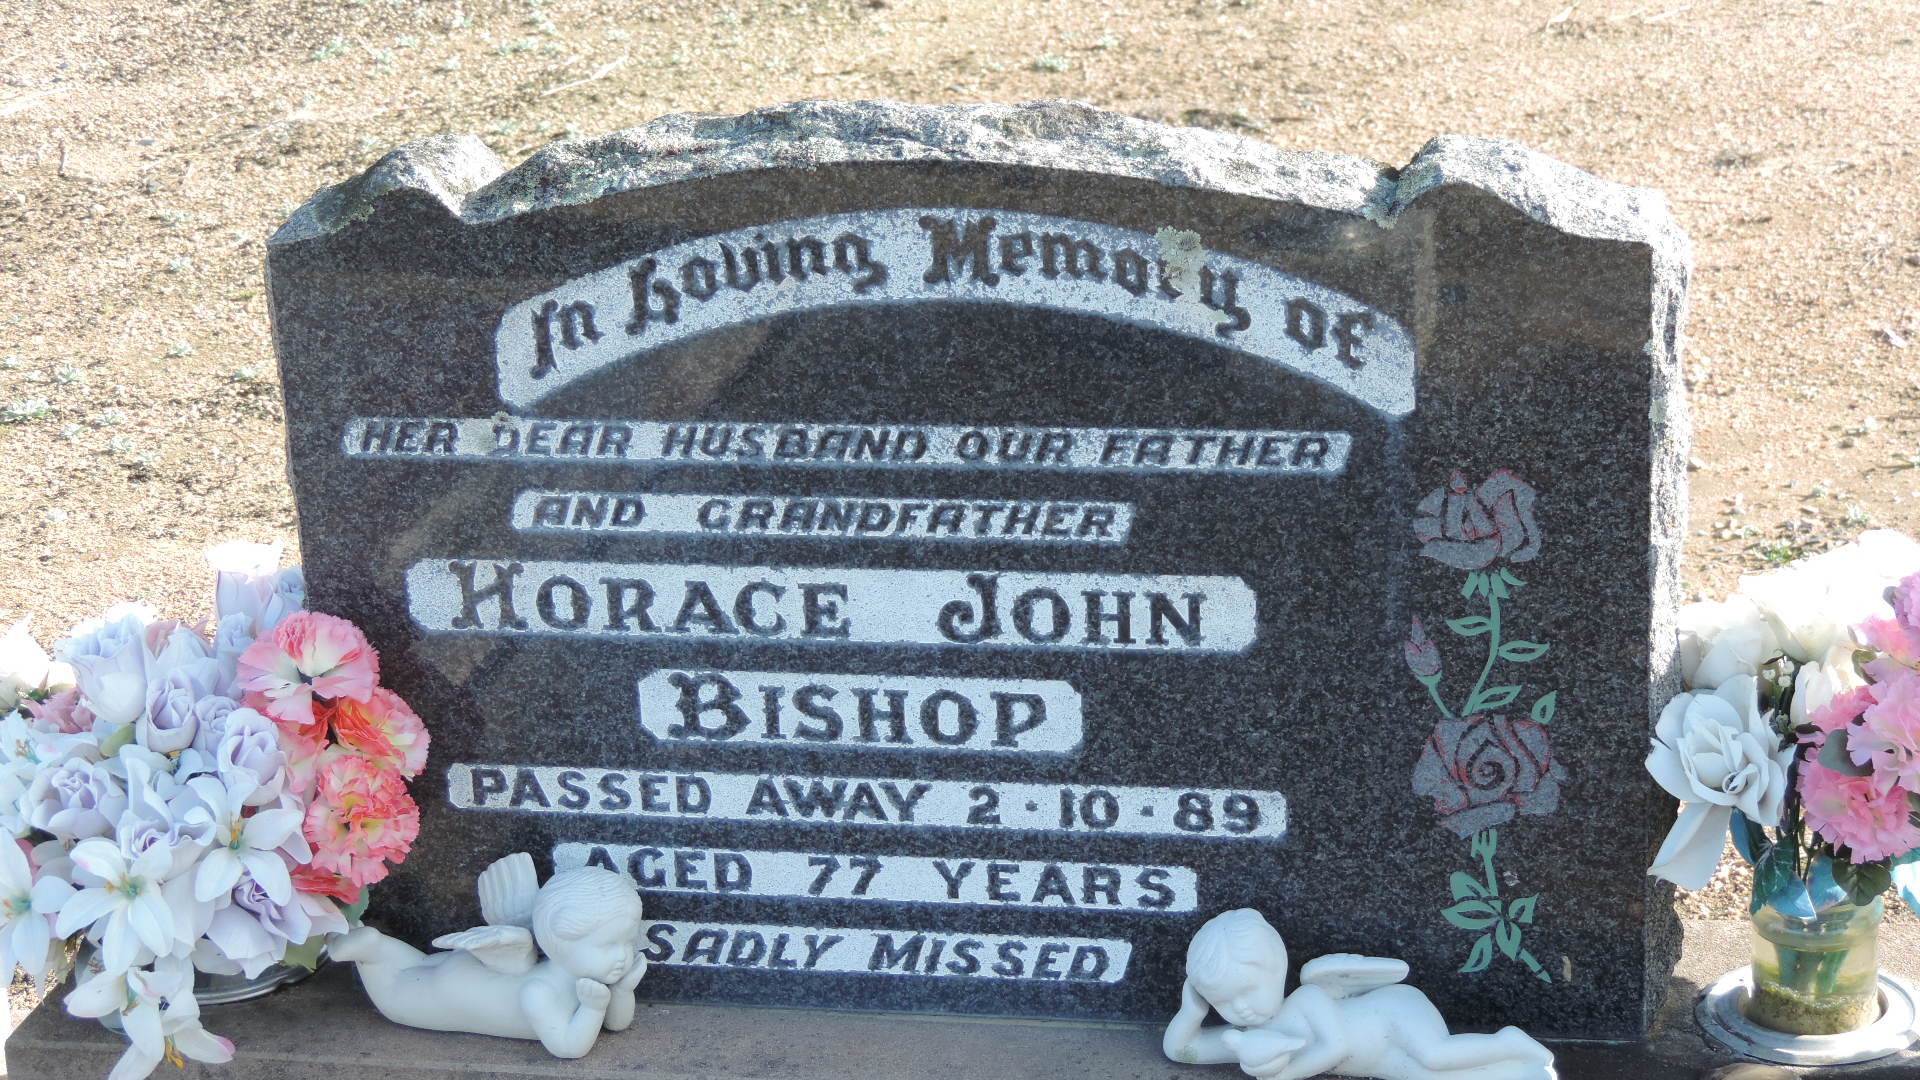 In Loving Memory of
HER DEAR HUSBAND OUR FATHER
AND GRANDFATHER
HORACE JOHN
BISHOP
PASSED AWAY 2·10·89
AGED 77 YEARS
SADLY MISSED